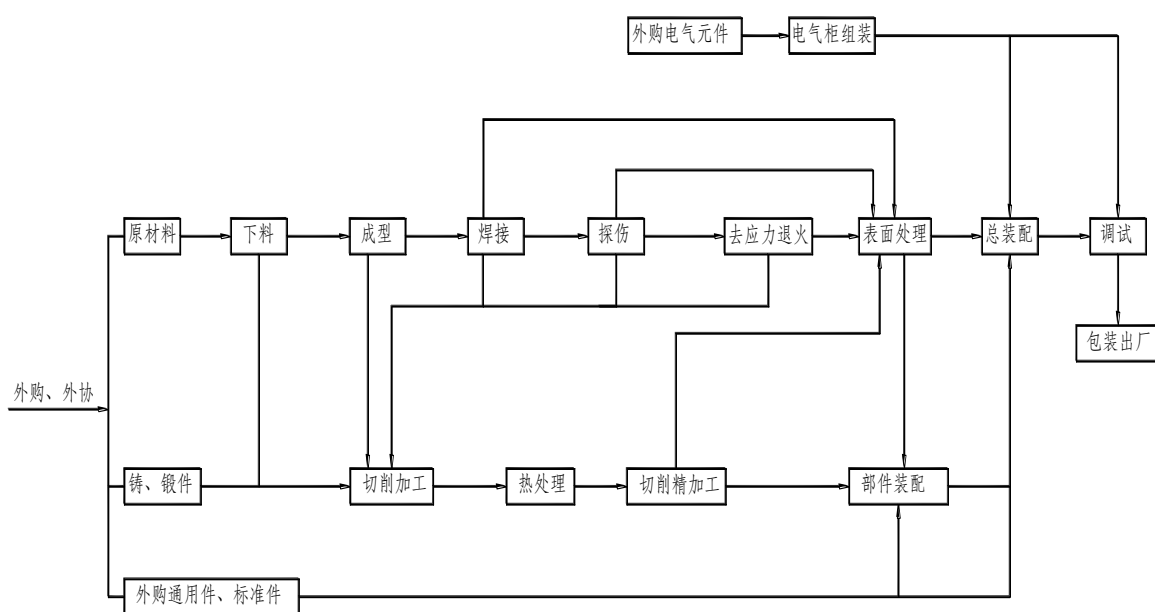 外购电气元件
电气柜组装
原材料
下料
成型
焊接
探伤
去应力退火
表面处理
总装配
调试
包装出厂
外购、外协
铸、锻件
切削加工
热处理
切削精加工
部件装配
外购通用件、标准件